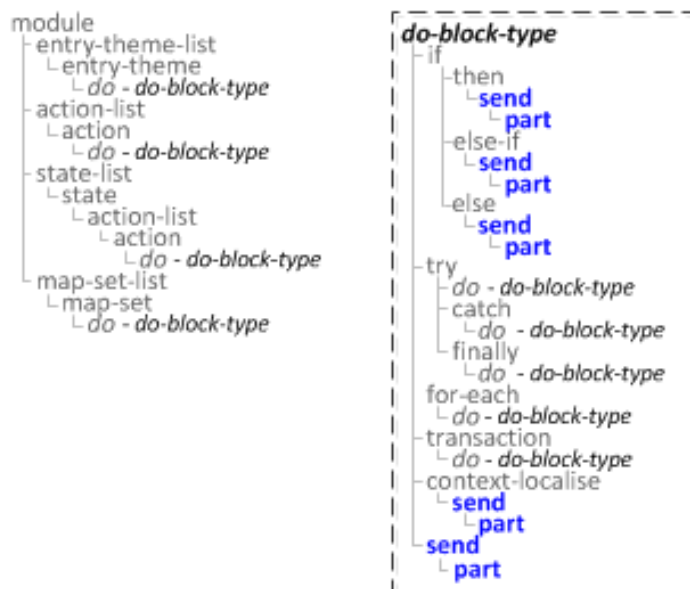 module
entry-theme-list
entry-theme
do - do-block-type
action-list
action
do - do-block-type
state-list
state
action-list
action
do - do-block-type
map-set-list
map-set
do - do-block-type
do-block-type
if
then
send
part
else-if
send
part
else
send
part
try
do - do-block-type
catch
do - do-block-type
finally
do - do-block-type
for-each
do - do-block-type
transaction
do - do-block-type
context-localise
send
part
send
part